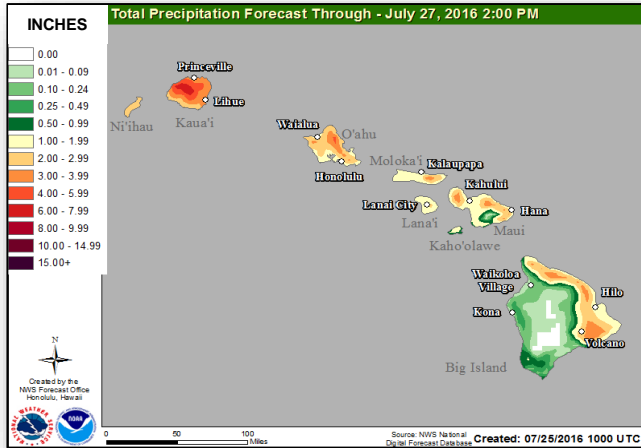 Total Precipitation Forecast Through - July 27, 2016 2:00 PM
INCHES
0.00
0.01 - 0.09
0.10 - 0.24
0.25 - 0.49
0.50 - 0.99
1.00 - 1.99
2.00 - 2.99
3.00 - 3.99
4.00 - 5.99
6.00 - 7.99
8.00 - 9.99
10.00 - 14.99
15.00+
Princeville
Lihue
Ni'ihau
Kaua'i
Waialua
O'ahu
Honolulu
Moloka'i
Kalaupapa
Kahului
Lanai City
Hana
Lana'i
Maui
Kaho'olawe
Waikoloa
Village
Hilo
Kona
Volcano
Big Island
N
Created by the
NWS Forecast Office
Honolulu, Hawaii
NOAA
0 50 100
Miles
Source: NWS National
Digital Forecast Database
Created: 07/25/2016 1000 UTC